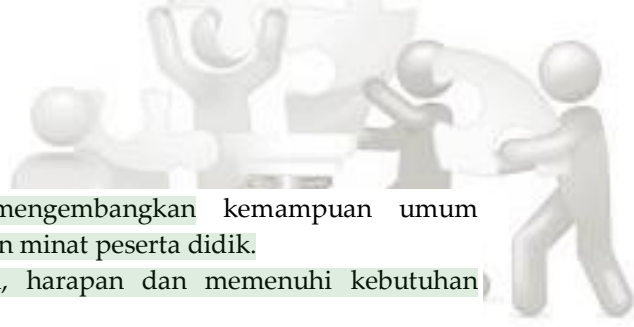 mengembangkan kemampuan umum
minat peserta didik.
, harapan dan memenuhi kebutuhan